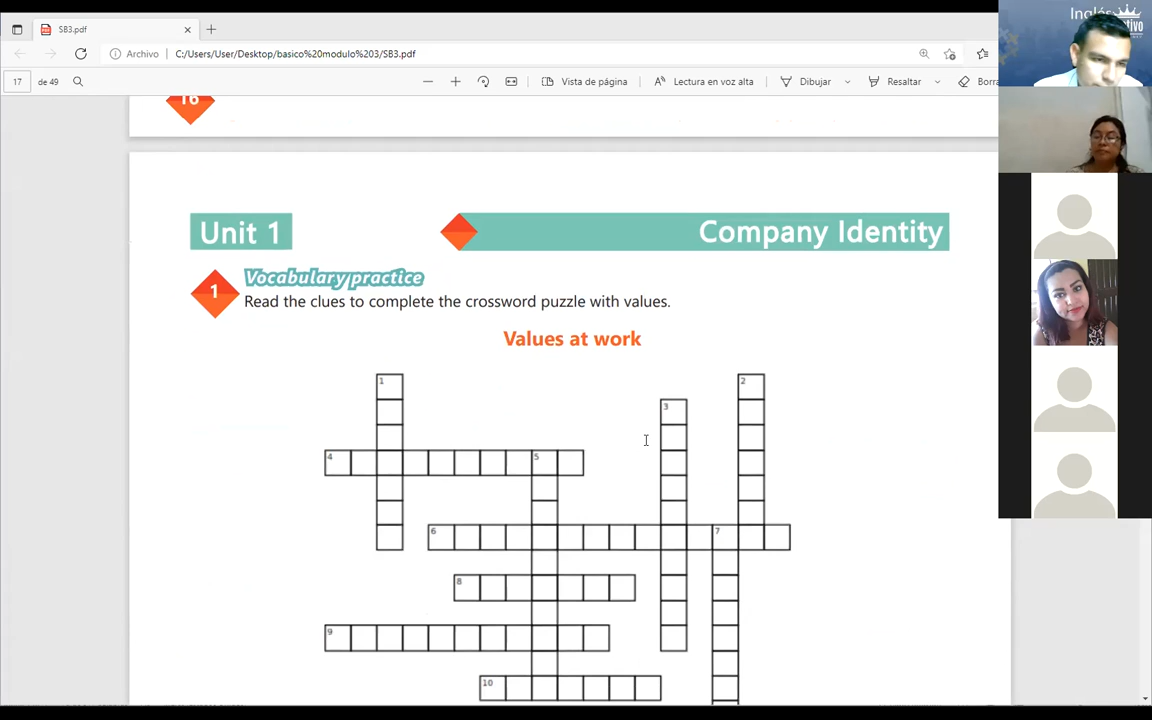 SB3.pdf
Archivo
C:/Users/User/Desktop/basico%20modulo%203/SB3.pdf
17
de 49
Vista de página
Lectura en voz alta
Dibujar
Resaltar
16
Unit 1
Company Identity
1
Vocabulary practice
Read the clues to complete the crossword puzzle with values.
Values at work
1
2
3
4
5
6
7
8
9
10